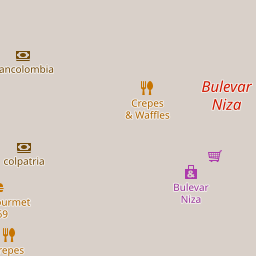 ancolombia
Bulevar
Niza
Crepes
& Waffles
colpatria
Bulevar
Niza
ourmet
69
repes